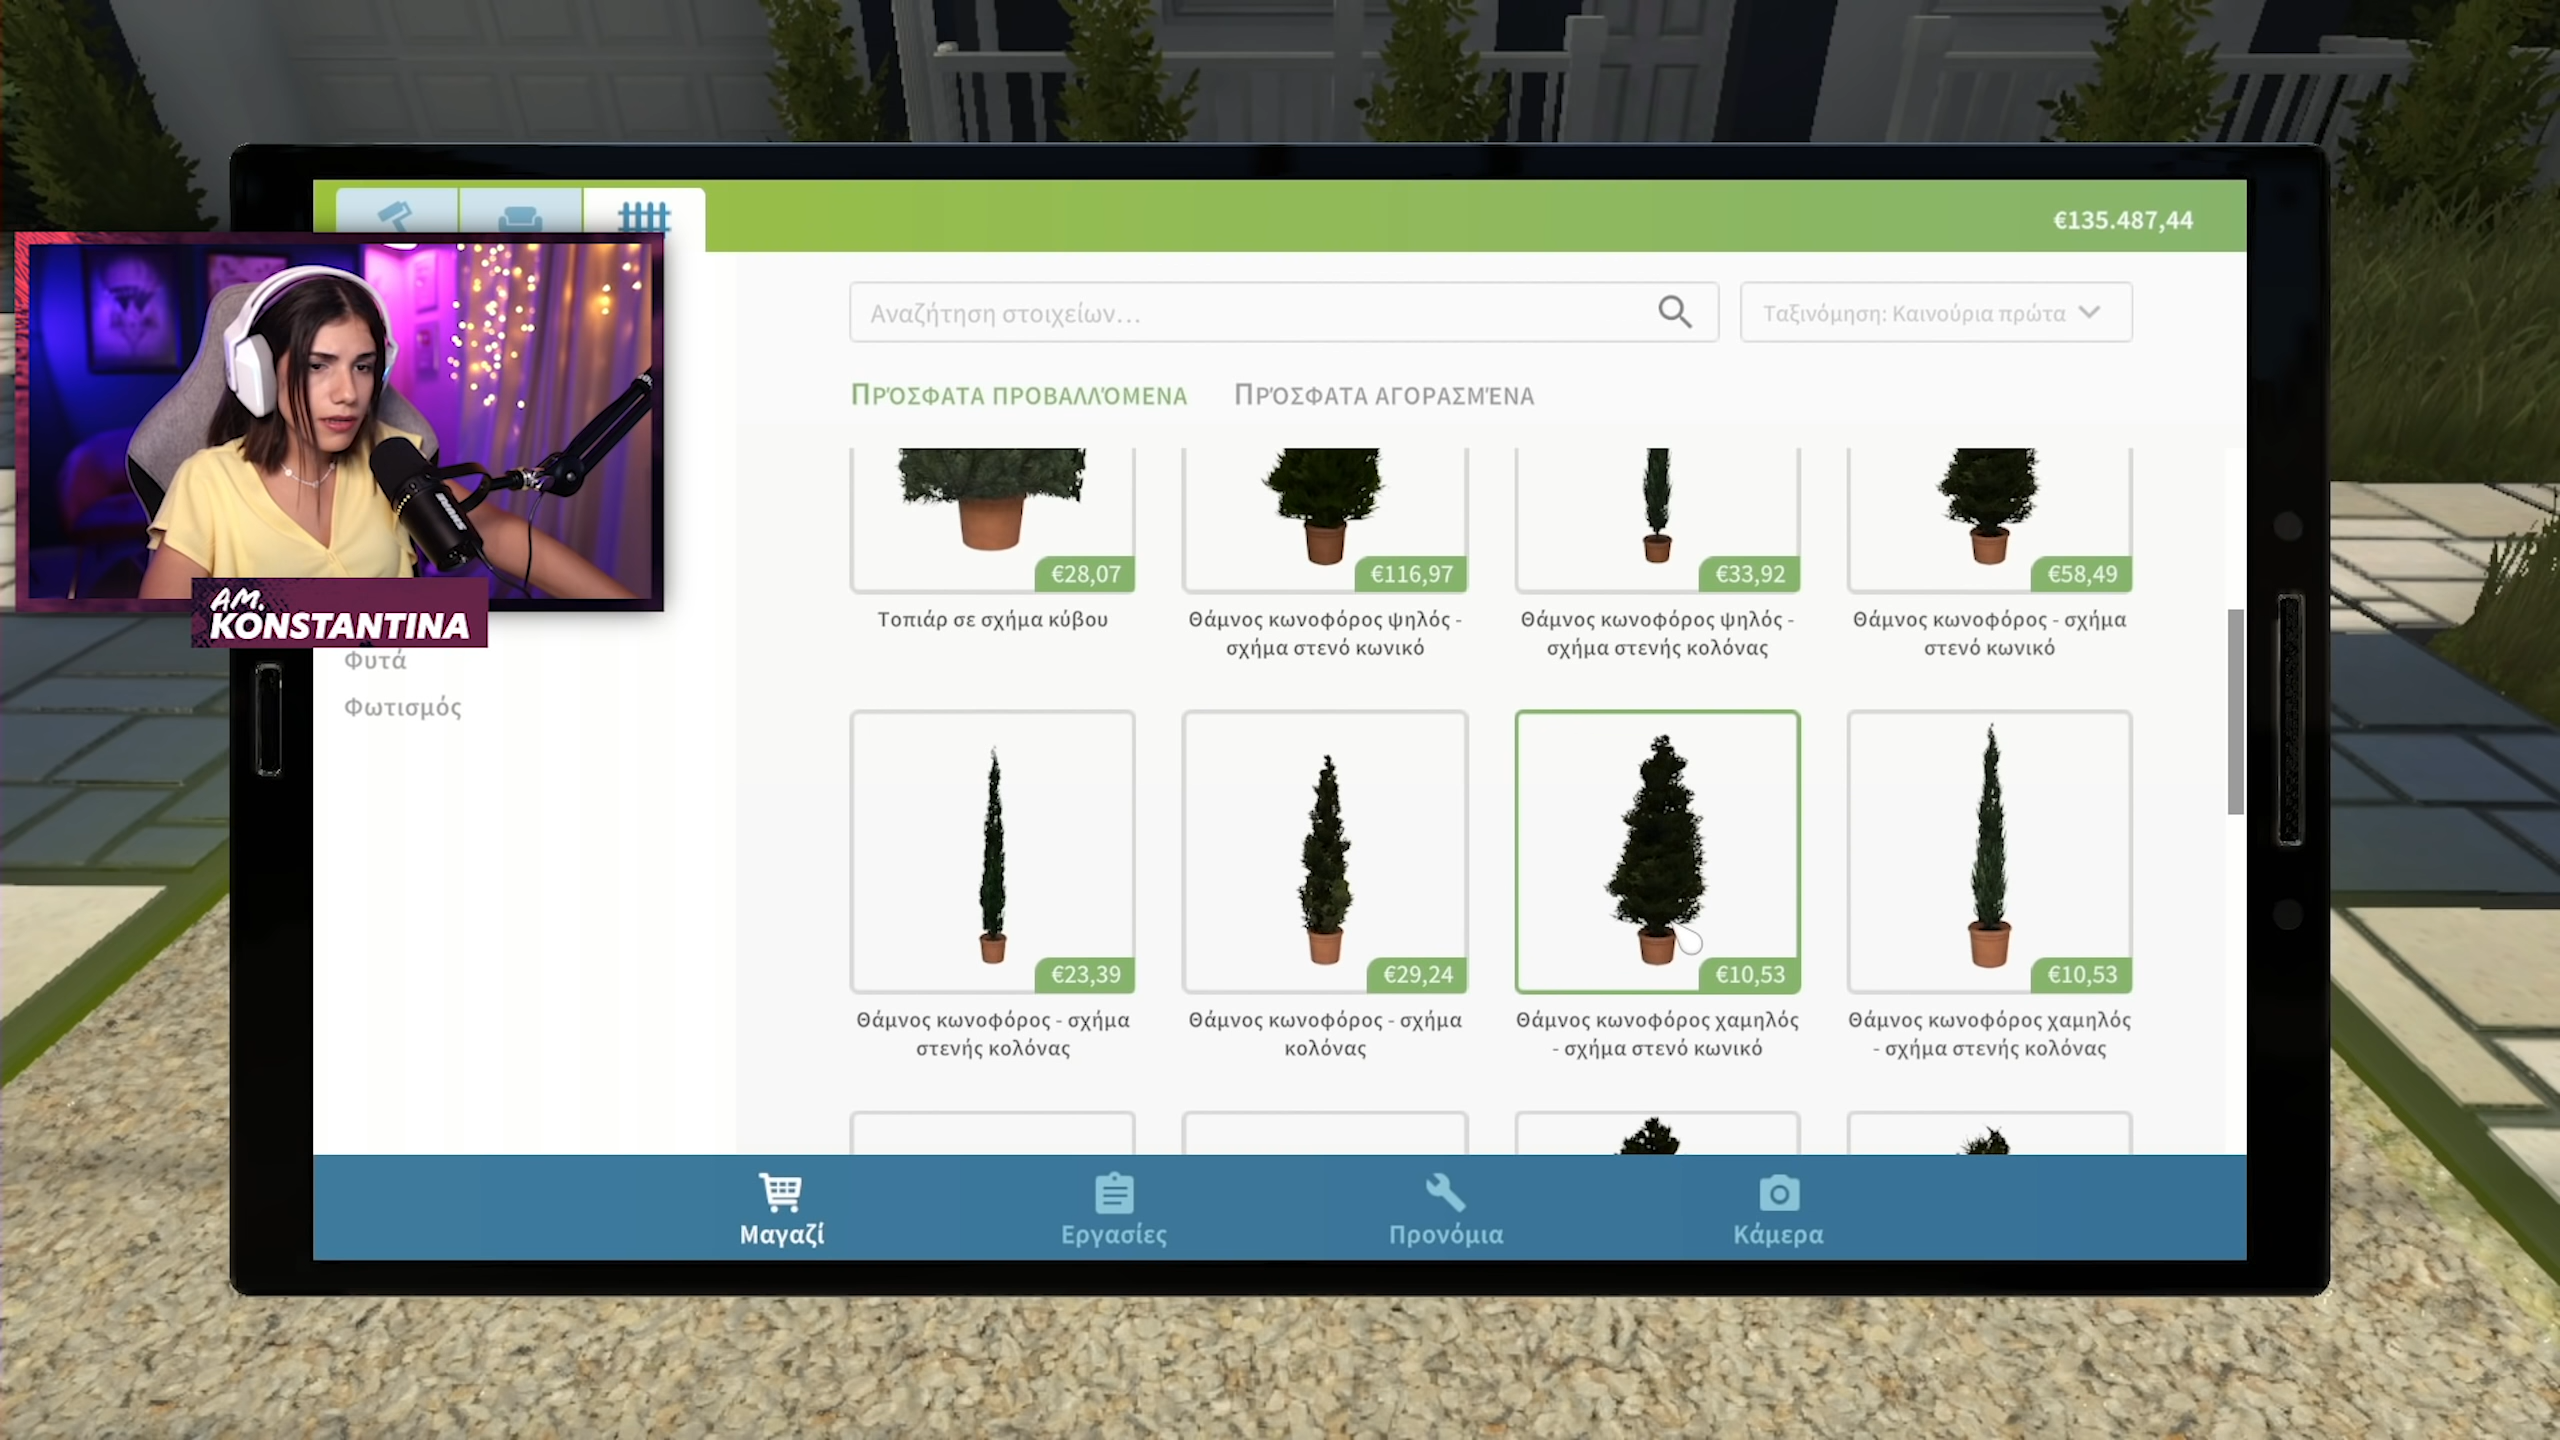 €135.487,44
Αναζήτηση στοιχείων...
Ταξινόμηση: Καινούρια πρώτα
ΠΡΌΣΦΑΤΑ ΠΡΟΒΑΛΛΌΜΕΝΑ
ΠΡΌΣΦΑΤΑ ΑΓΟΡΑΣΜΈΝΑ
AM.
KONSTANTINA
Φυτά
Φωτισμός
€28,07
€116,97
€33,92
€58,49
Τοπιάρ σε σχήμα κύβου
Θάμνος κωνοφόρος ψηλός -
σχήμα στενό κωνικό
Θάμνος κωνοφόρος ψηλός -
σχήμα στενής κολόνας
Θάμνος κωνοφόρος - σχήμα
στενό κωνικό
€23,39
€29,24
€10,53
€10,53
Θάμνος κωνοφόρος - σχήμα
στενής κολόνας
Θάμνος κωνοφόρος - σχήμα
κολόνας
Θάμνος κωνοφόρος χαμηλός
- σχήμα στενό κωνικό
Θάμνος κωνοφόρος χαμηλός
- σχήμα στενής κολόνας
Μαγαζί
Εργασίες
Προνόμια
Κάμερα